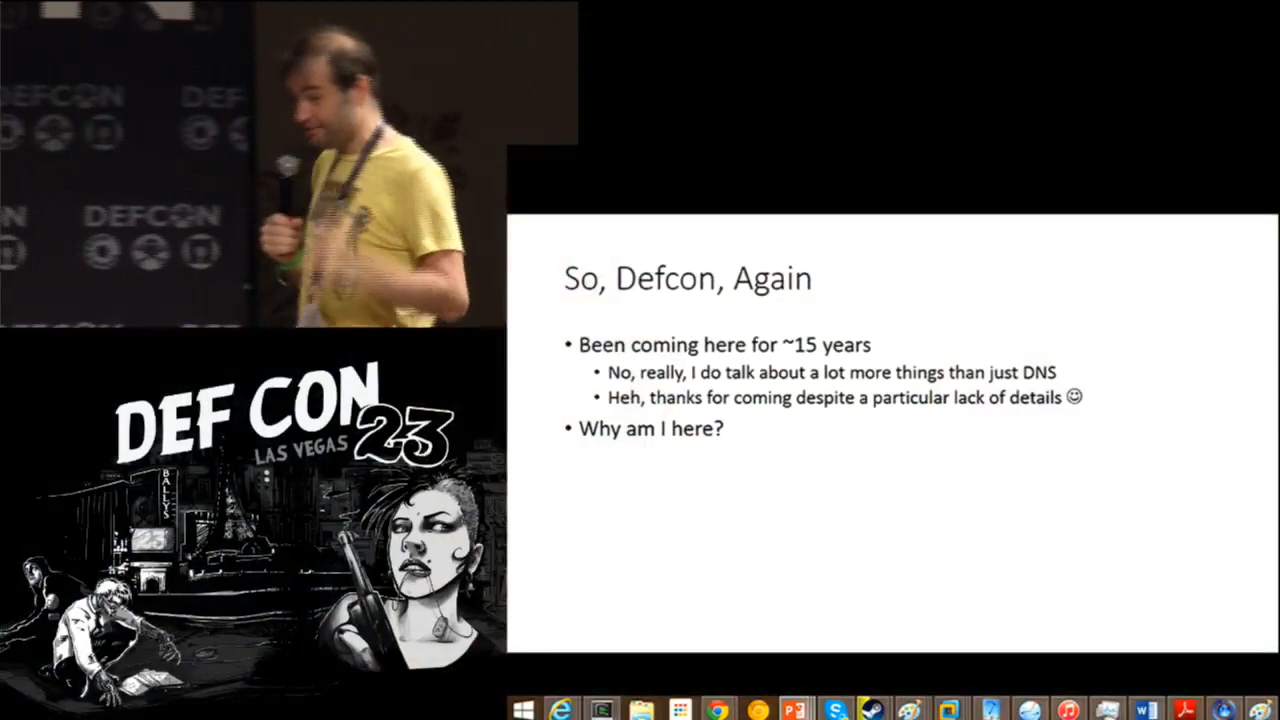 DEFCON
DEF
N
DEFCON
So, Defcon, Again
• Been coming here for ~15 years
• No, really, I do talk about a lot more things than just DNS
• Heh, thanks for coming despite a particular lack of details ☺
• Why am I here?
DEF CON
23
LAS VEGAS
BALLYS
23